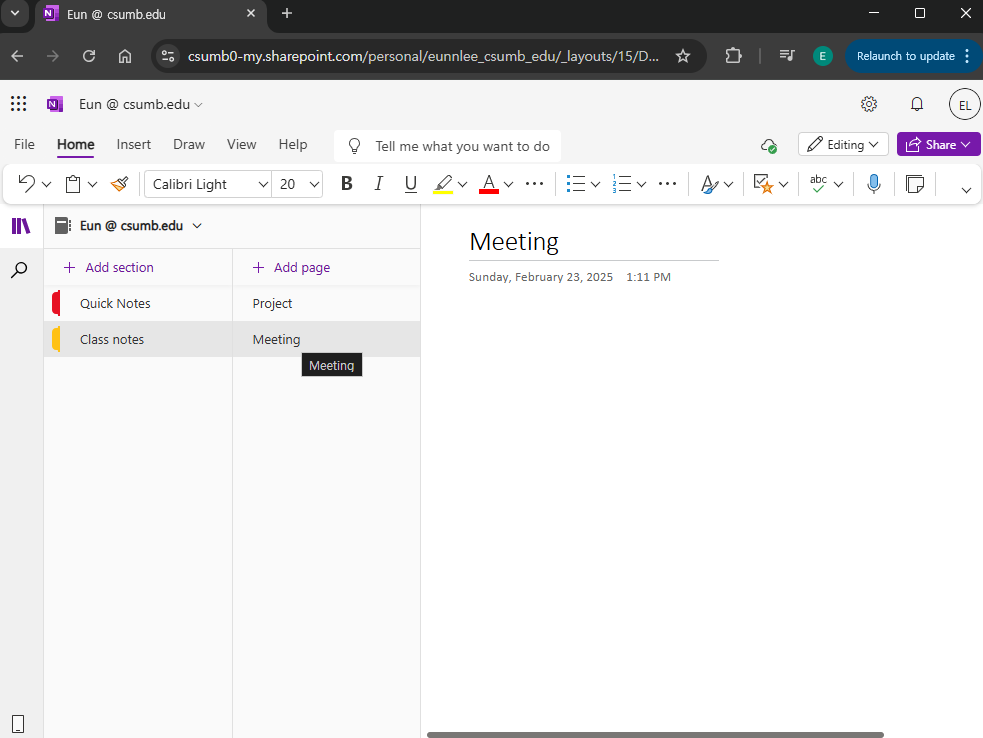 Eun @ csumb.edu
csumb0-my.sharepoint.com/personal/eunnlee_csumb_edu/_layouts/15/D...
E
Relaunch to update
N
Eun @ csumb.edu
EL
File Home Insert Draw View Help
Tell me what you want to do
Editing
Share
Calibri Light 20 B I U A abc
Eun @ csumb.edu
Meeting
Add section
Add page
Sunday, February 23, 2025 1:11 PM
Quick Notes
Project
Class notes
Meeting
Meeting